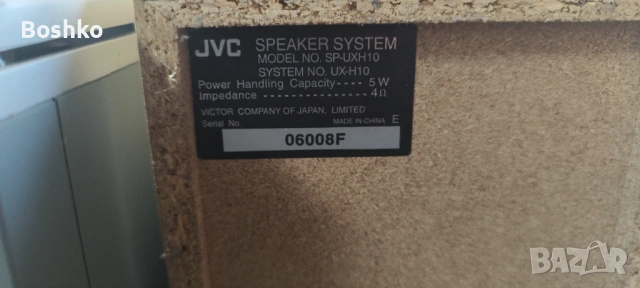 Boshko
JVC SPEAKER SYSTEM
MODEL NO. SP-UXH10
SYSTEM NO. UX-H10
Power Handling Capacity---- 5 W
Impedance --------------- 4Ω
VICTOR COMPANY OF JAPAN, LIMITED
Serial No. MADE IN CHINA E
06008F
BAZAR